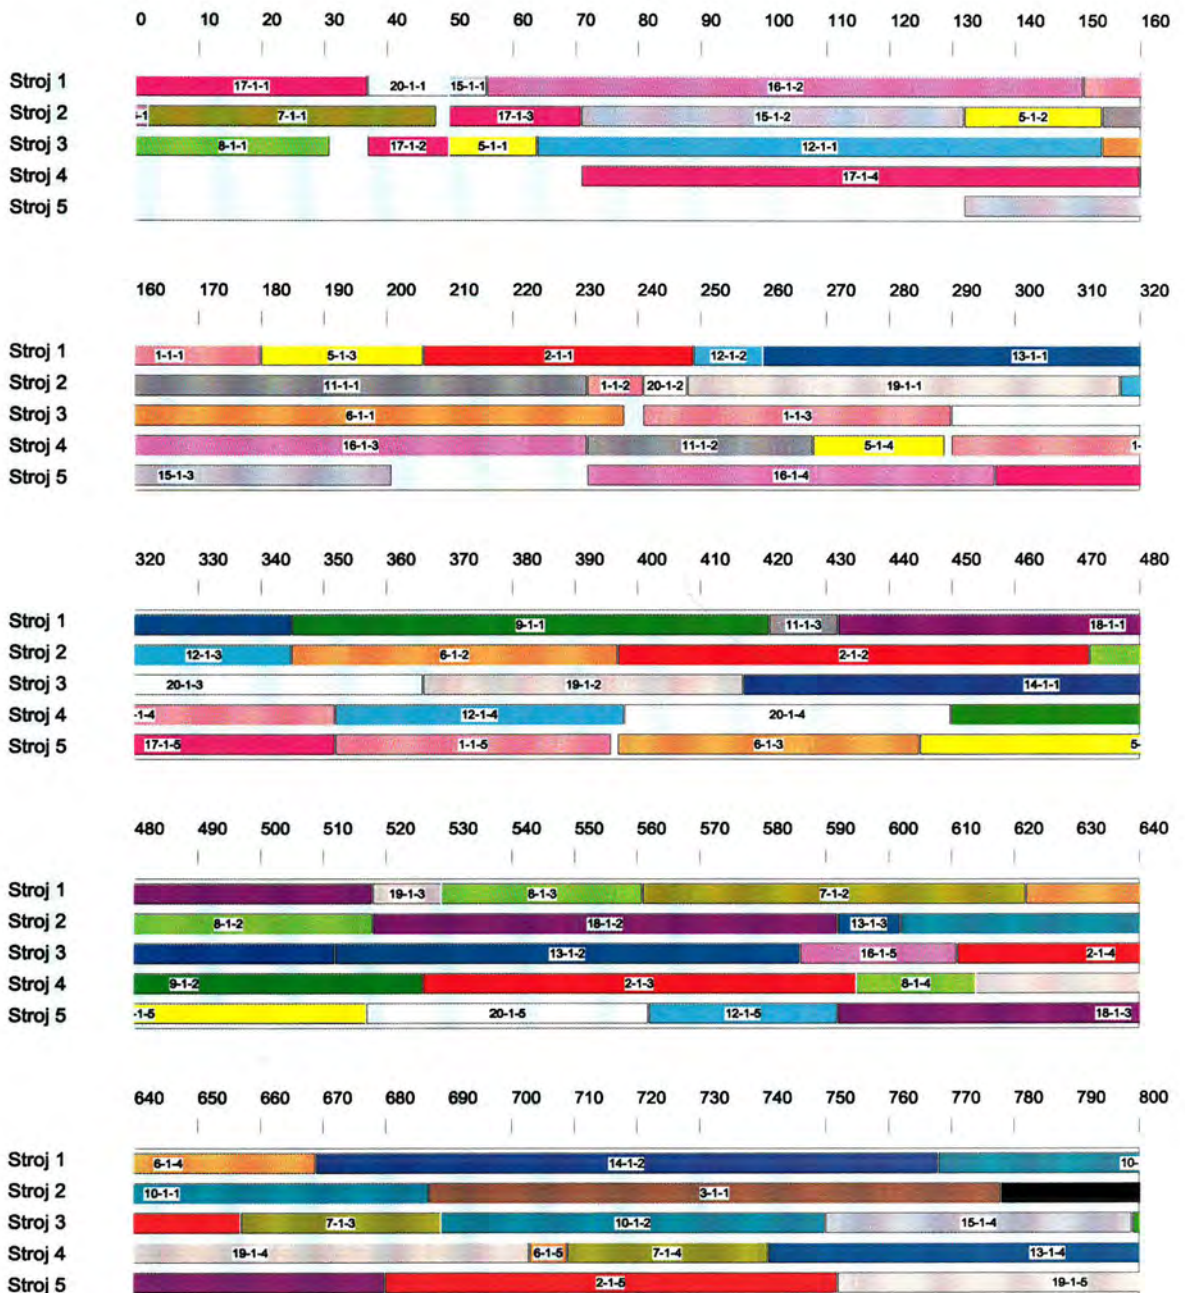 0 10 20 30 40 50 60 70 80 90 100 110 120 130 150 160
Stroj 1 17-1-1 20-1-1 15-1-1 16-1-2
Stroj 2 -1 7-1-1 17-1-3 15-1-2 5-1-2
Stroj 3 8-1-1 17-1-2 5-1-1 12-1-1
Stroj 4 17-1-4
Stroj 5
160 170 180 190 200 210 220 230 240 250 260 270 280 290 300 310 320
Stroj 1 1-1-1 5-1-3 2-1-1 12-1-2 13-1-1
Stroj 2 11-1-1 1-1-2 20-1-2 19-1-1
Stroj 3 6-1-1 1-1-3
Stroj 4 16-1-3 11-1-2 5-1-4 1-
Stroj 5 15-1-3 16-1-4
320 330 340 350 360 370 380 390 400 410 420 430 440 450 470 480
Stroj 1 9-1-1 11-1-3 18-1-1
Stroj 2 12-1-3 6-1-2 2-1-2
Stroj 3 20-1-3 19-1-2 14-1-1
Stroj 4 -1-4 12-1-4 20-1-4
Stroj 5 17-1-5 1-1-5 6-1-3 5-
480 490 500 510 520 530 540 550 560 570 580 590 600 610 620 630 640
Stroj 1 19-1-3 8-1-3 7-1-2
Stroj 2 8-1-2 18-1-2 13-1-3
Stroj 3 13-1-2 16-1-5 2-1-4
Stroj 4 9-1-2 2-1-3 8-1-4
Stroj 5 -1-5 20-1-5 12-1-5 18-1-3
640 650 660 670 680 690 700 710 720 730 740 750 760 770 790 800
Stroj 1 6-1-4 14-1-2 10-
Stroj 2 10-1-1 3-1-1
Stroj 3 7-1-3 10-1-2 15-1-4
Stroj 4 19-1-4 6-1-5 7-1-4 13-1-4
Stroj 5 2-1-5 19-1-5